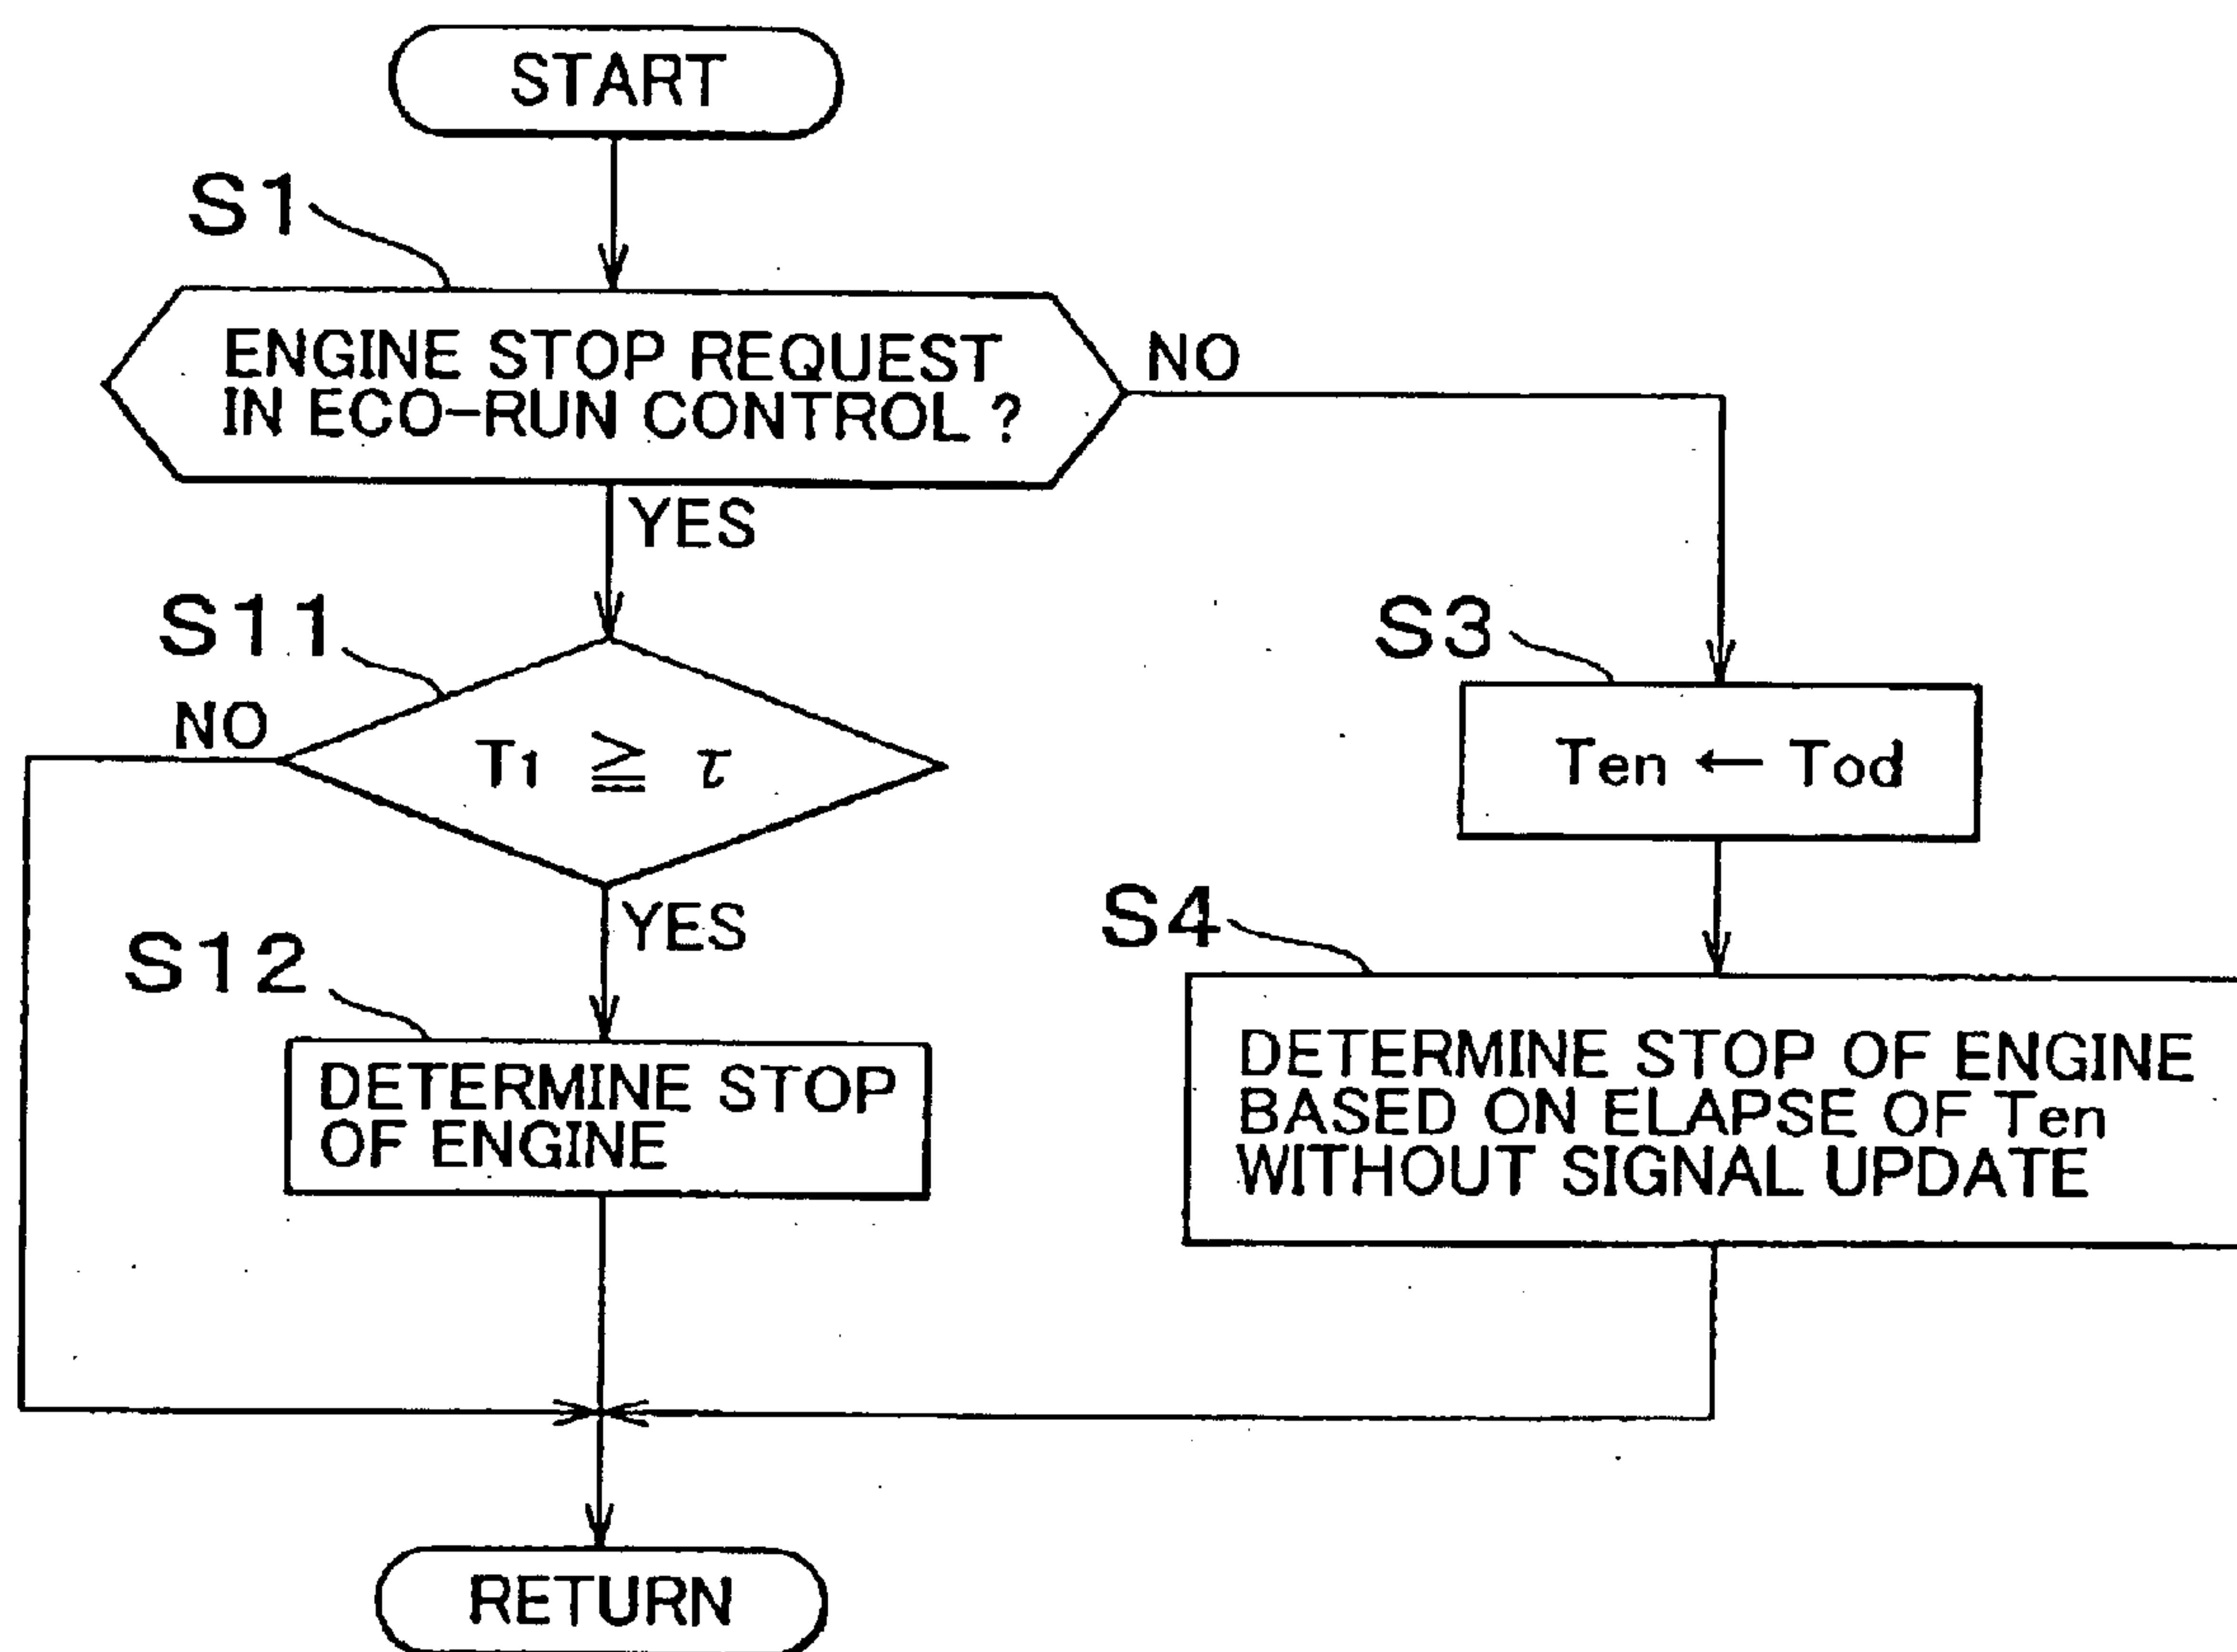 START
S1
ENGINE STOP REQUEST
IN ECO-RUN CONTROL ?
NO
YES
S11
NO
T1 ≧ τ
YES
S12
DETERMINE STOP
OF ENGINE
S3
Ten ← Tod
S4
DETERMINE STOP OF ENGINE
BASED ON ELAPSE OF Ten
WITHOUT SIGNAL UPDATE
RETURN